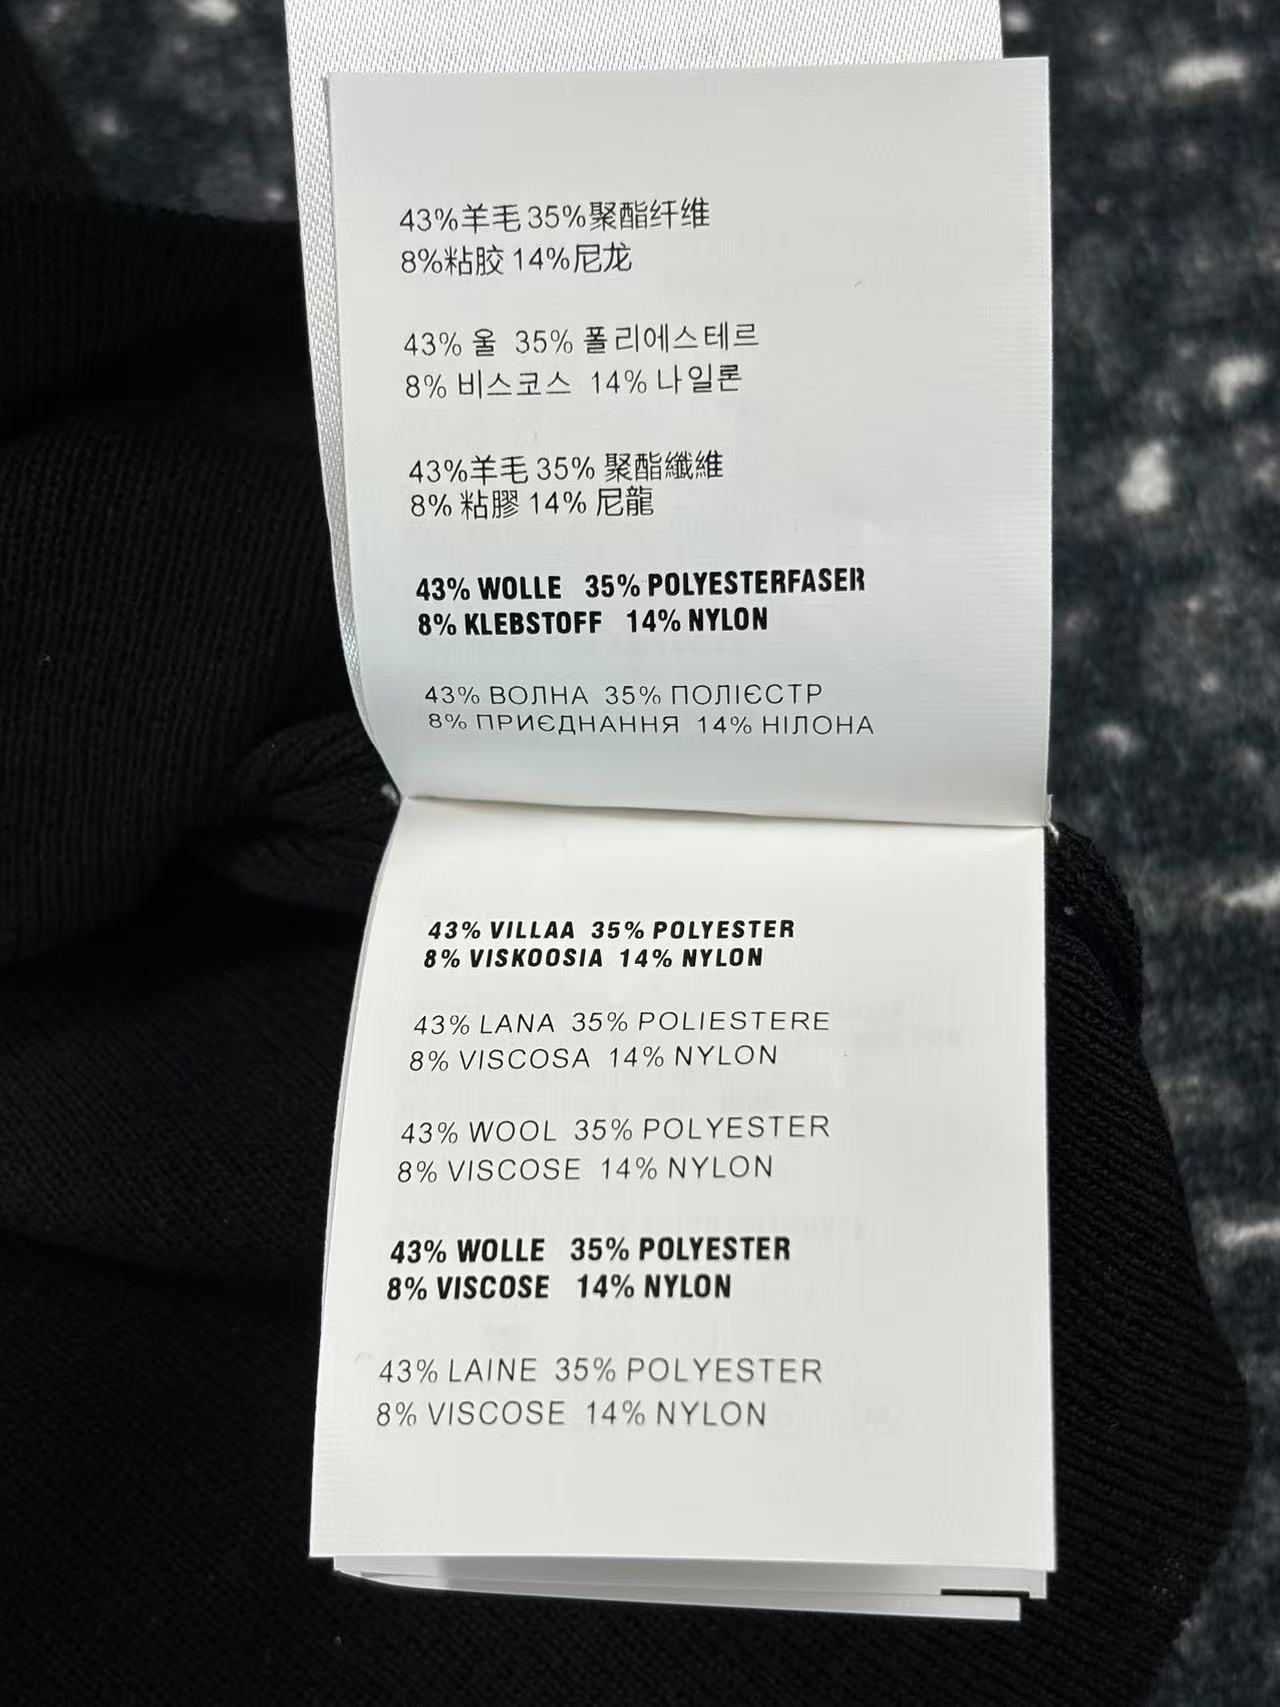 43%羊毛 35%聚酯纤维
8%粘胶 14%尼龙
43% 울 35% 폴리에스테르
8% 비스코스 14% 나일론
43%羊毛 35% 聚酯纖維
8% 粘膠 14% 尼龍
43% WOLLE 35% POLYESTERFASER
8% KLEBSTOFF 14% NYLON
43% ВОЛНА 35% ПОЛІЄСТР
8% ПРИЄДНАННЯ 14% НІЛОНА
43% VILLAA 35% POLYESTER
8% VISKOOSIA 14% NYLON
43% LANA 35% POLIESTERE
8% VISCOSA 14% NYLON
43% WOOL 35% POLYESTER
8% VISCOSE 14% NYLON
43% WOLLE 35% POLYESTER
8% VISCOSE 14% NYLON
43% LAINE 35% POLYESTER
8% VISCOSE 14% NYLON